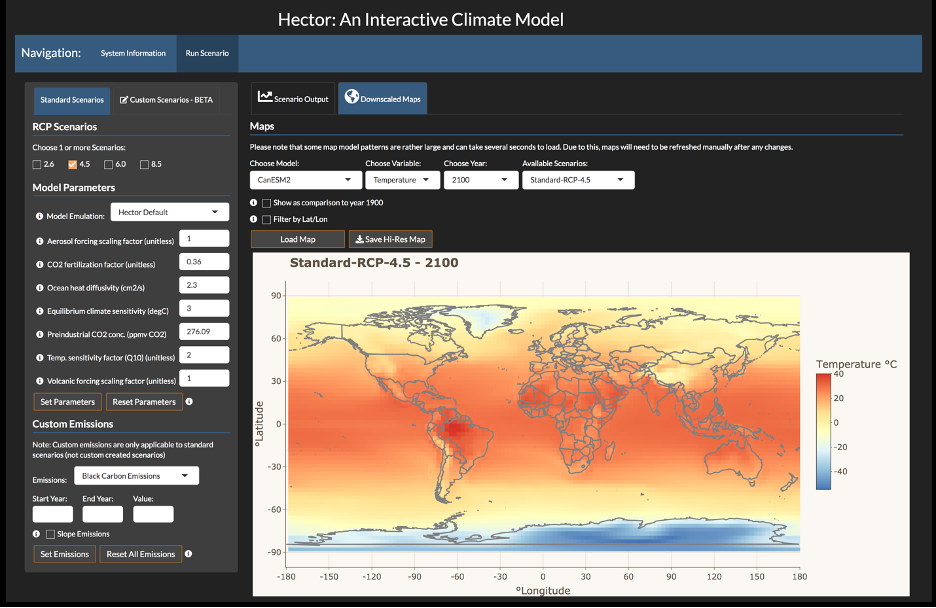 Hector: An Interactive Climate Model
Navigation: System Information Run Scenario
Standard Scenarios Custom Scenarios - BETA
RCP Scenarios
Choose 1 or more Scenarios:
2.6 4.5 6.0 8.5
Model Parameters
Model Emulation: Hector Default
Aerosol forcing scaling factor (unitless) 1
CO2 fertilization factor (unitless) 0.36
Ocean heat diffusivity (cm2/s) 2.3
Equilibrium climate sensitivity (degC) 3
Preindustrial CO2 conc. (ppmv CO2) 276.09
Temp. sensitivity factor (Q10) (unitless) 2
Volcanic forcing scaling factor (unitless) 1
Set Parameters Reset Parameters
Custom Emissions
Note: Custom emissions are only applicable to standard
scenarios (not custom created scenarios)
Emissions: Black Carbon Emissions
Start Year: End Year: Value:
Slope Emissions
Set Emissions Reset All Emissions
Scenario Output Downscaled Maps
Maps
Please note that some map model patterns are rather large and can take several seconds to load. Due to this, maps will need to be refreshed manually after any changes.
Choose Model: Choose Variable: Choose Year: Available Scenarios:
CanESM2 Temperature 2100 Standard-RCP-4.5
Show as comparison to year 1900
Filter by Lat/Lon
Load Map Save Hi-Res Map
Standard-RCP-4.5 - 2100
°Latitude
90
60
30
0
-30
-60
-90
-180 -150 -120 -90 -60 -30 0 30 60 90 120 150 180
°Longitude
Temperature °C
40
20
0
-20
-40